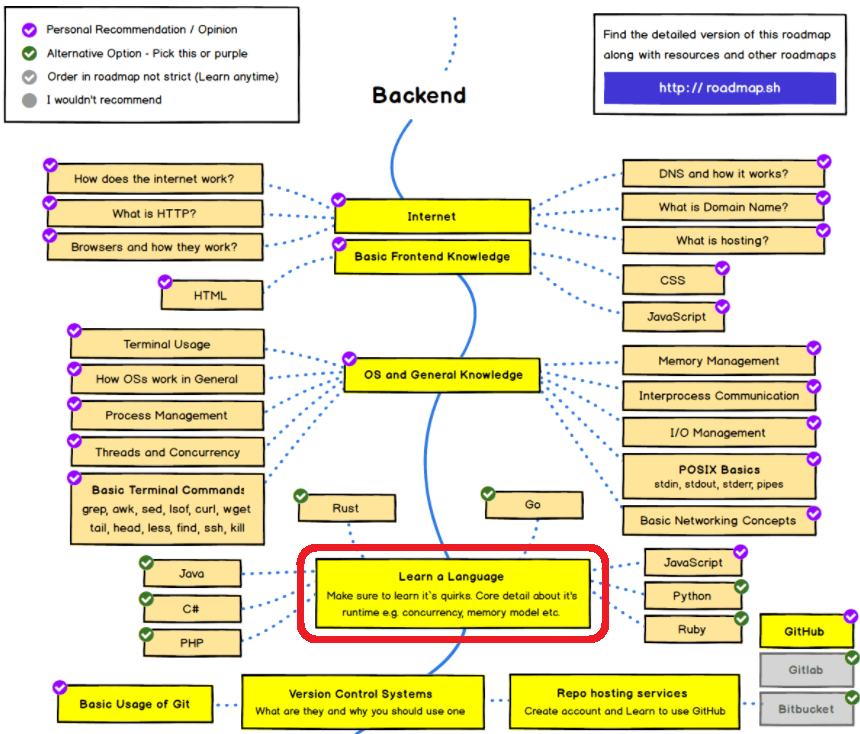 Personal Recommendation / Opinion
Alternative Option - Pick this or purple
Order in roadmap not strict (Learn anytime)
I wouldn't recommend
Find the detailed version of this roadmap
along with resources and other roadmaps
http:// roadmap.sh
Backend
How does the internet work?
What is HTTP?
Browsers and how they work?
Internet
DNS and how it works?
What is Domain Name?
What is hosting?
Basic Frontend Knowledge
HTML
CSS
JavaScript
Terminal Usage
How OSs work in General
Process Management
Threads and Concurrency
Basic Terminal Commands
grep, awk, sed, lsof, curl, wget
tail, head, less, find, ssh, kill
OS and General Knowledge
Memory Management
Interprocess Communication
I/O Management
POSIX Basics
stdin, stdout, stderr, pipes
Basic Networking Concepts
Rust
Go
Java
C#
PHP
Learn a Language
Make sure to learn it`s quirks. Core detail about it's
runtime e.g. concurrency, memory model etc.
JavaScript
Python
Ruby
GitHub
Gitlab
Bitbucket
Basic Usage of Git
Version Control Systems
What are they and why you should use one
Repo hosting services
Create account and Learn to use GitHub